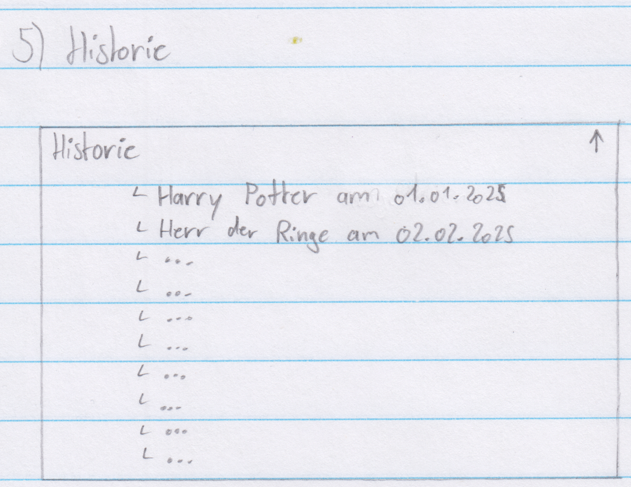 5) Historie
Historie ↑
└ Harry Potter am 01.01.2025
└ Herr der Ringe am 02.02.2025
└ ...
└ ...
└ ...
└ ...
└ ...
└ ...
└ ...
└ ...